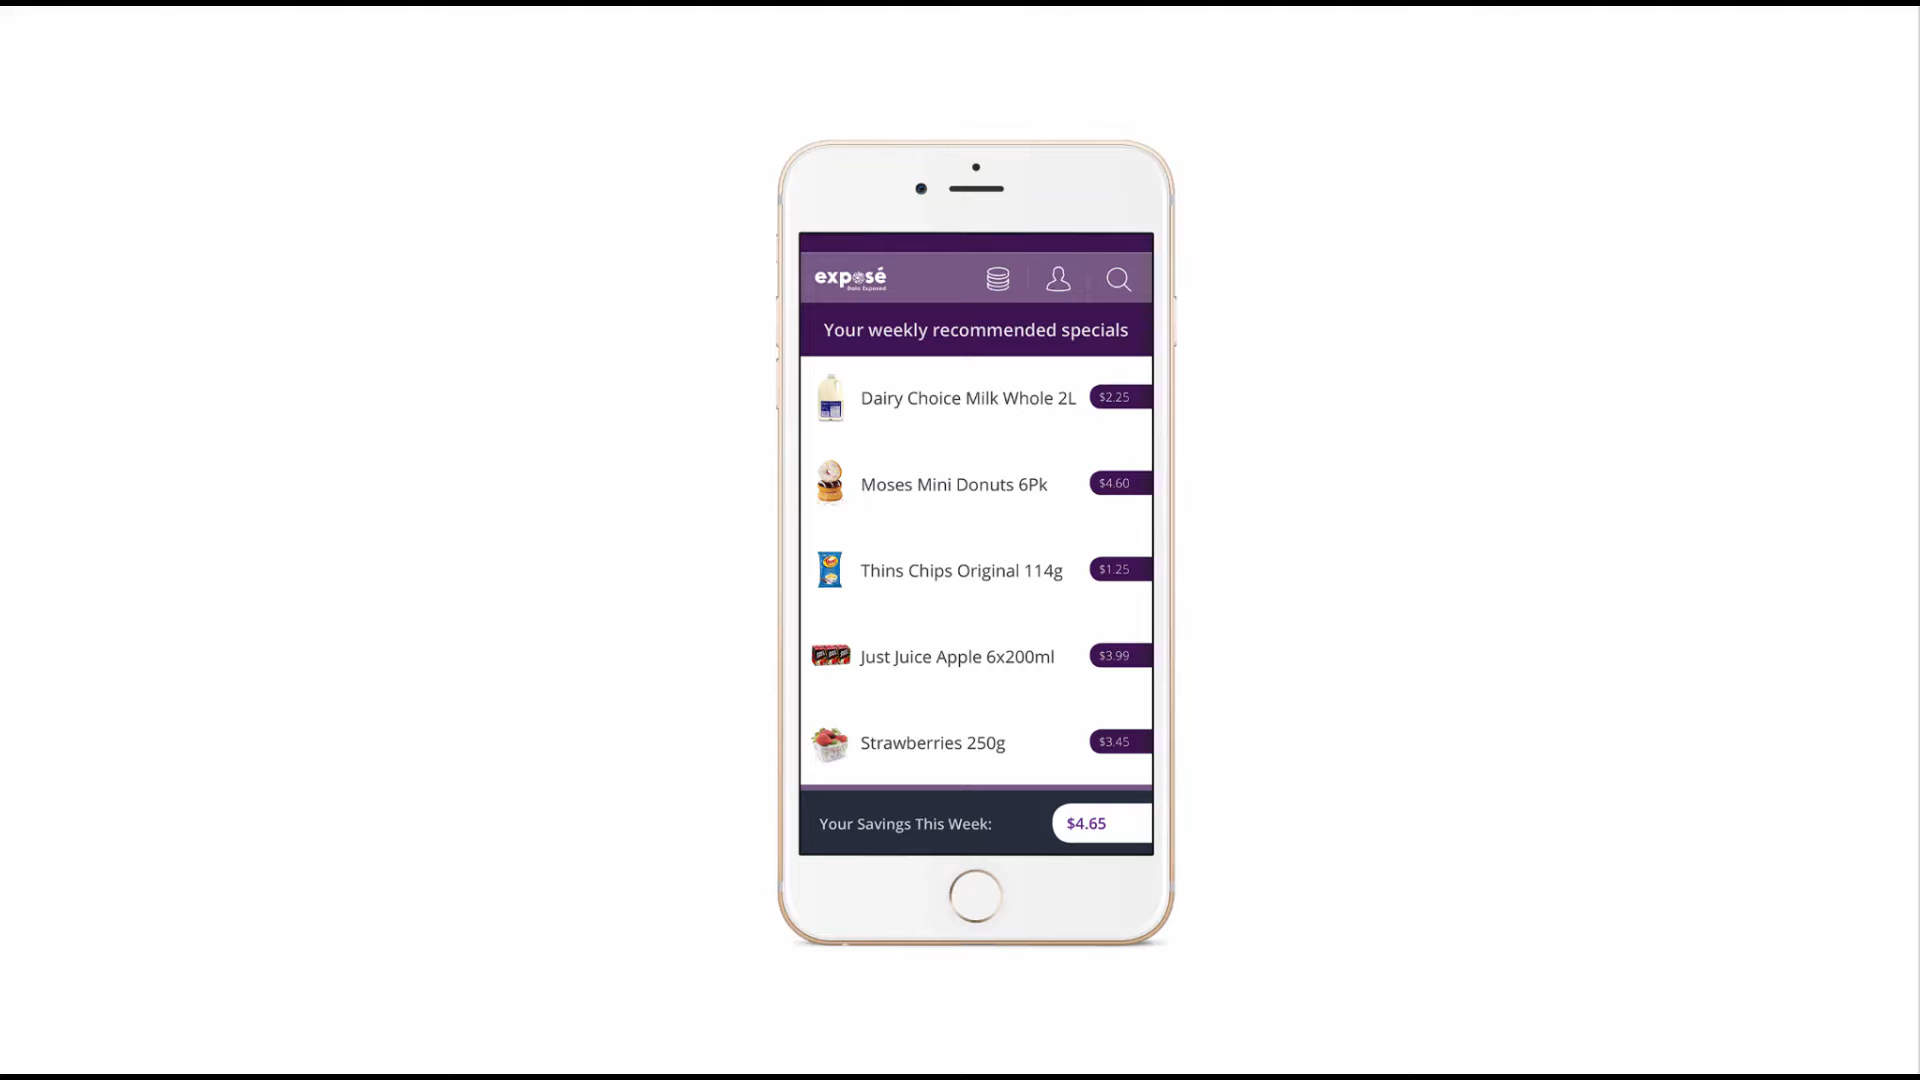 exposé
Data Exposed
Your weekly recommended specials
Dairy Choice Milk Whole 2L $2.25
Moses Mini Donuts 6Pk $4.60
Thins Chips Original 114g $1.25
Just Juice Apple 6x200ml $3.99
Strawberries 250g $3.45
Your Savings This Week: $4.65